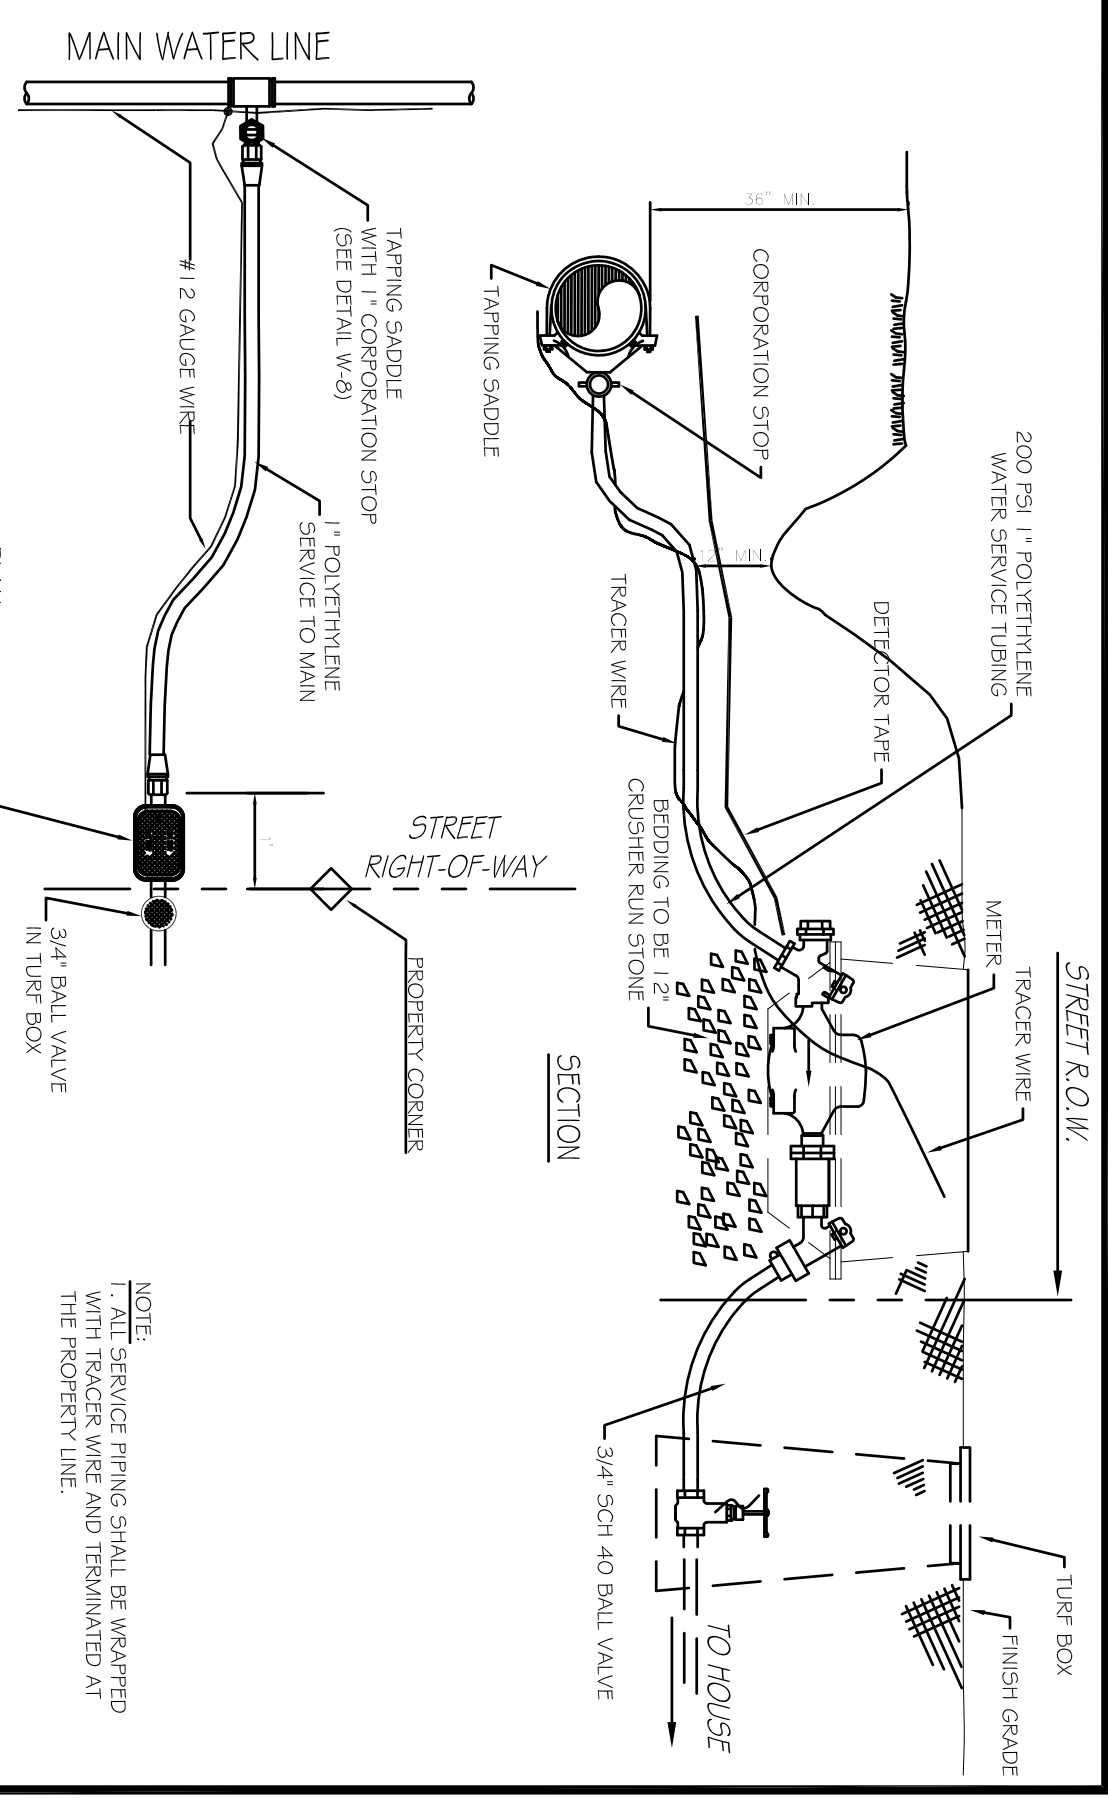 STREET R.O.W.
200 PSI 1" POLYETHYLENE
WATER SERVICE TUBING
METER
TRACER WIRE
TURF BOX
FINISH GRADE
36" MIN.
CORPORATION STOP
DETECTOR TAPE
12" MIN.
TAPPING SADDLE
TRACER WIRE
BEDDING TO BE 12"
CRUSHER RUN STONE
3/4" SCH 40 BALL VALVE
TO HOUSE
SECTION
MAIN WATER LINE
TAPPING SADDLE
WITH 1" CORPORATION STOP
(SEE DETAIL W-8)
#12 GAUGE WIRE
1" POLYETHYLENE
SERVICE TO MAIN
STREET
RIGHT-OF-WAY
1'
PROPERTY CORNER
3/4" BALL VALVE
IN TURF BOX
NOTE:
1. ALL SERVICE PIPING SHALL BE WRAPPED
WITH TRACER WIRE AND TERMINATED AT
THE PROPERTY LINE.